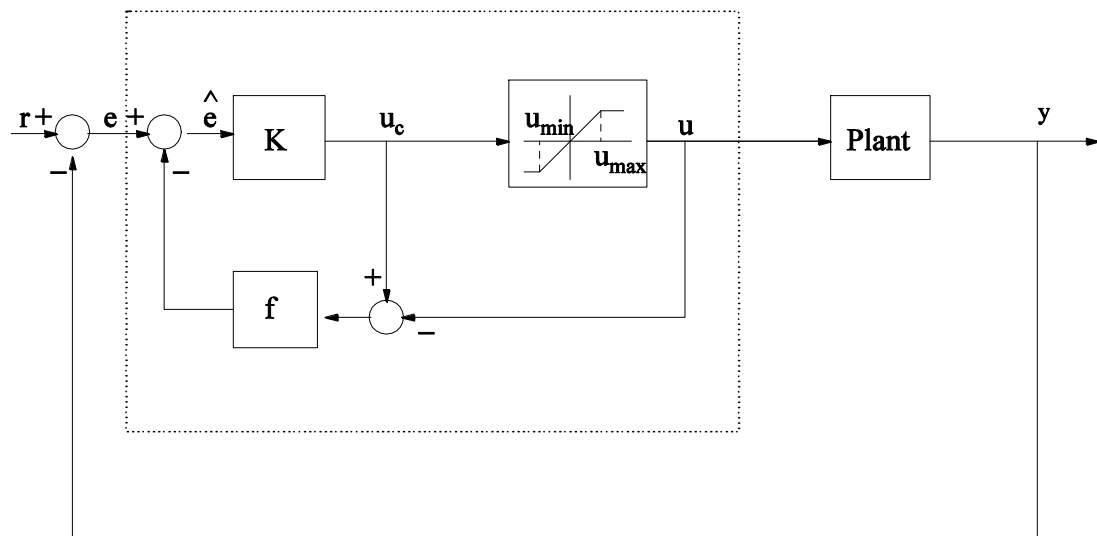 r + e + ê K u_c u_min u_max u Plant y
− −
+
f
−